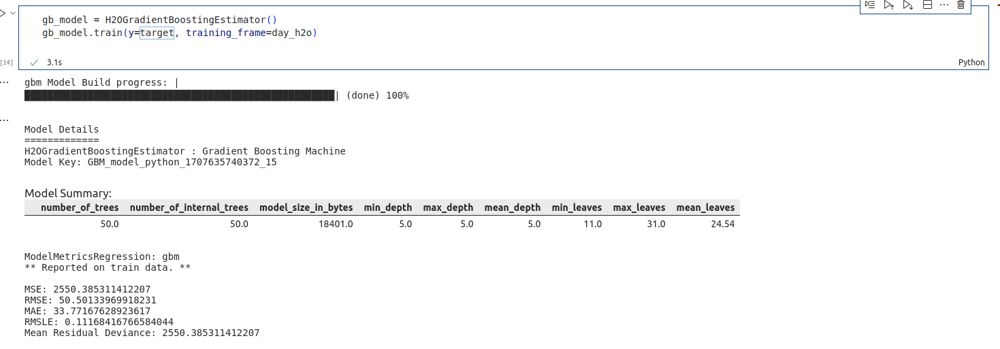 gb_model = H2OGradientBoostingEstimator()
gb_model.train(y=target, training_frame=day_h2o)
[14]
3.1s
Python
gbm Model Build progress: |
| (done) 100%
Model Details
=============
H2OGradientBoostingEstimator : Gradient Boosting Machine
Model Key: GBM_model_python_1707635740372_15
Model Summary:
number_of_trees number_of_internal_trees model_size_in_bytes min_depth max_depth mean_depth min_leaves max_leaves mean_leaves
50.0 50.0 18401.0 5.0 5.0 5.0 11.0 31.0 24.54
ModelMetricsRegression: gbm
** Reported on train data. **
MSE: 2550.385311412207
RMSE: 50.50133969918231
MAE: 33.77167628923617
RMSLE: 0.11168416766584044
Mean Residual Deviance: 2550.385311412207